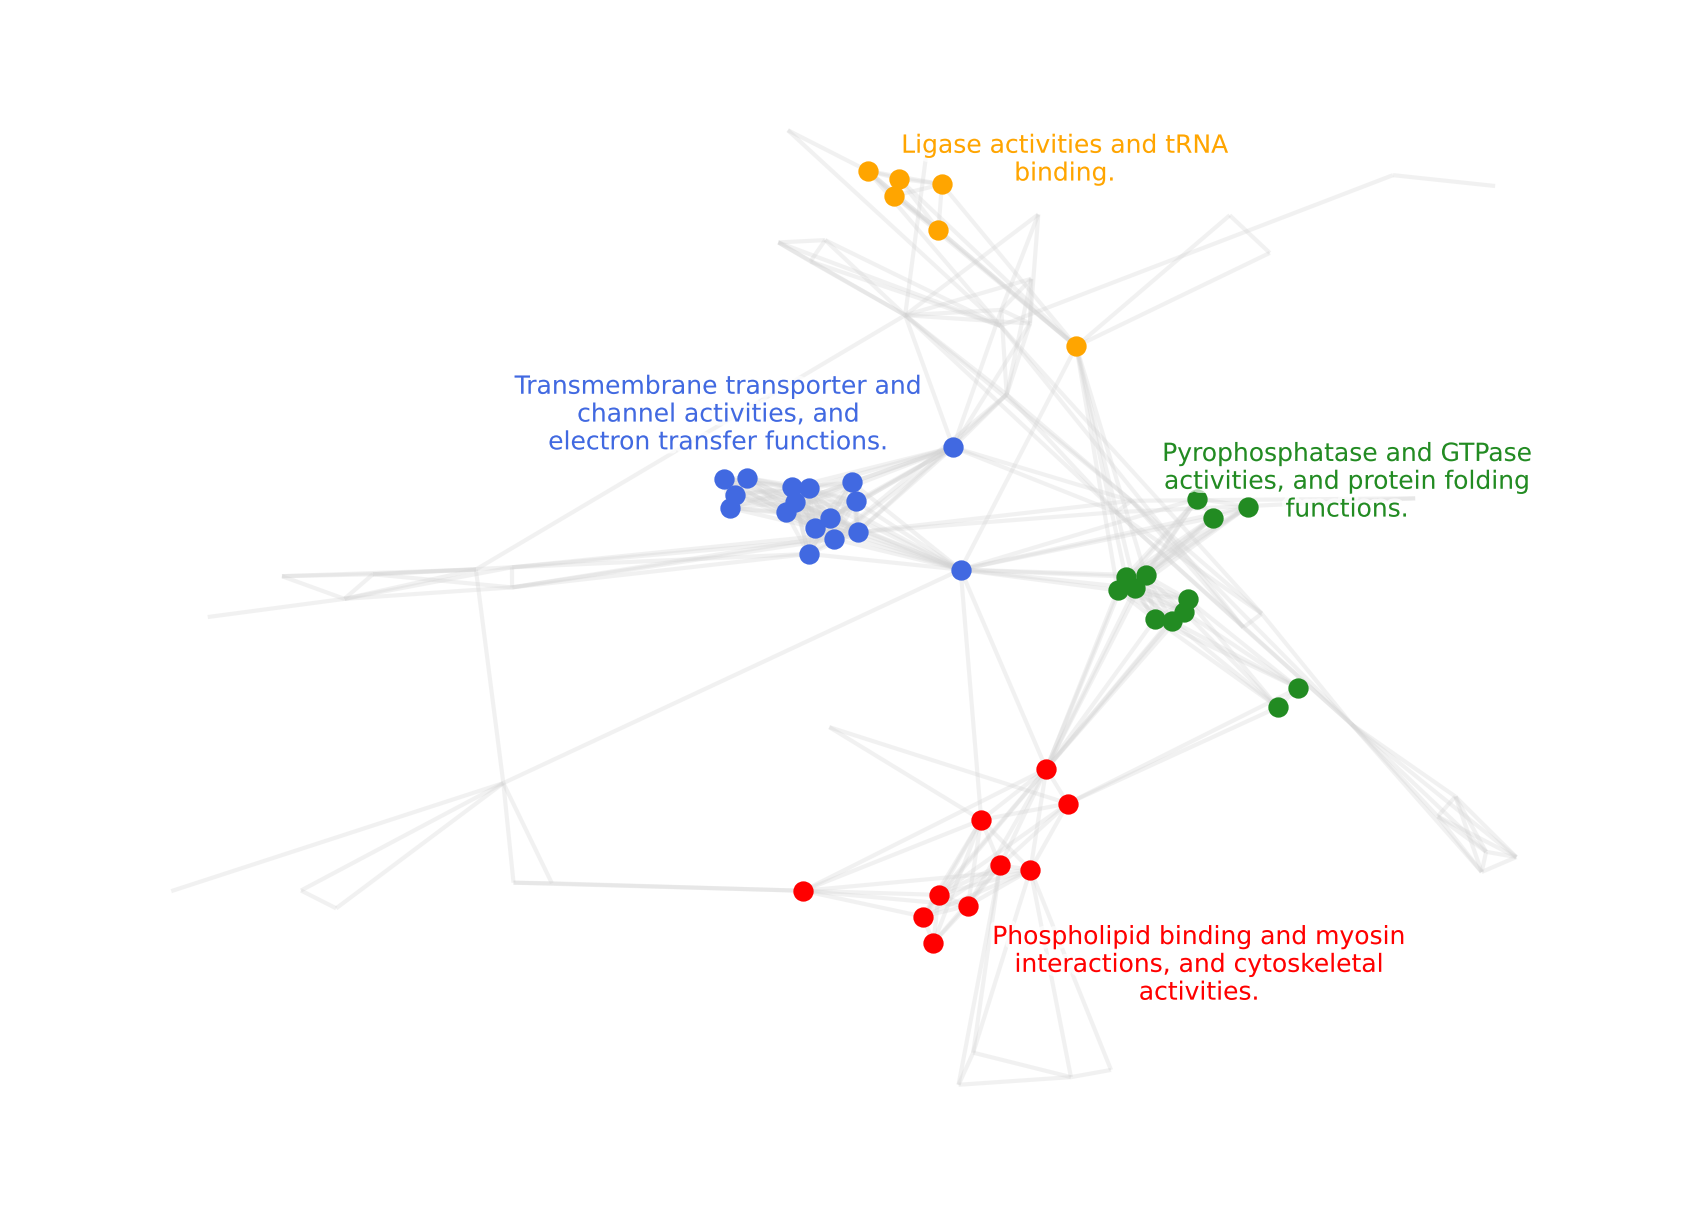 Ligase activities and tRNA
binding.
Transmembrane transporter and
channel activities, and
electron transfer functions.
Pyrophosphatase and GTPase
activities, and protein folding
functions.
Phospholipid binding and myosin
interactions, and cytoskeletal
activities.